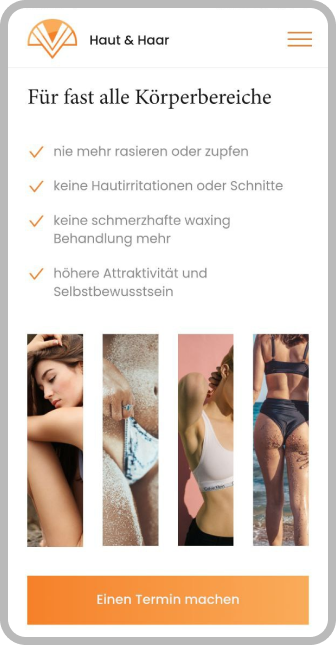 Haut & Haar
Für fast alle Körperbereiche
nie mehr rasieren oder zupfen
keine Hautirritationen oder Schnitte
keine schmerzhafte waxing
Behandlung mehr
höhere Attraktivität und
Selbstbewusstsein
Einen Termin machen